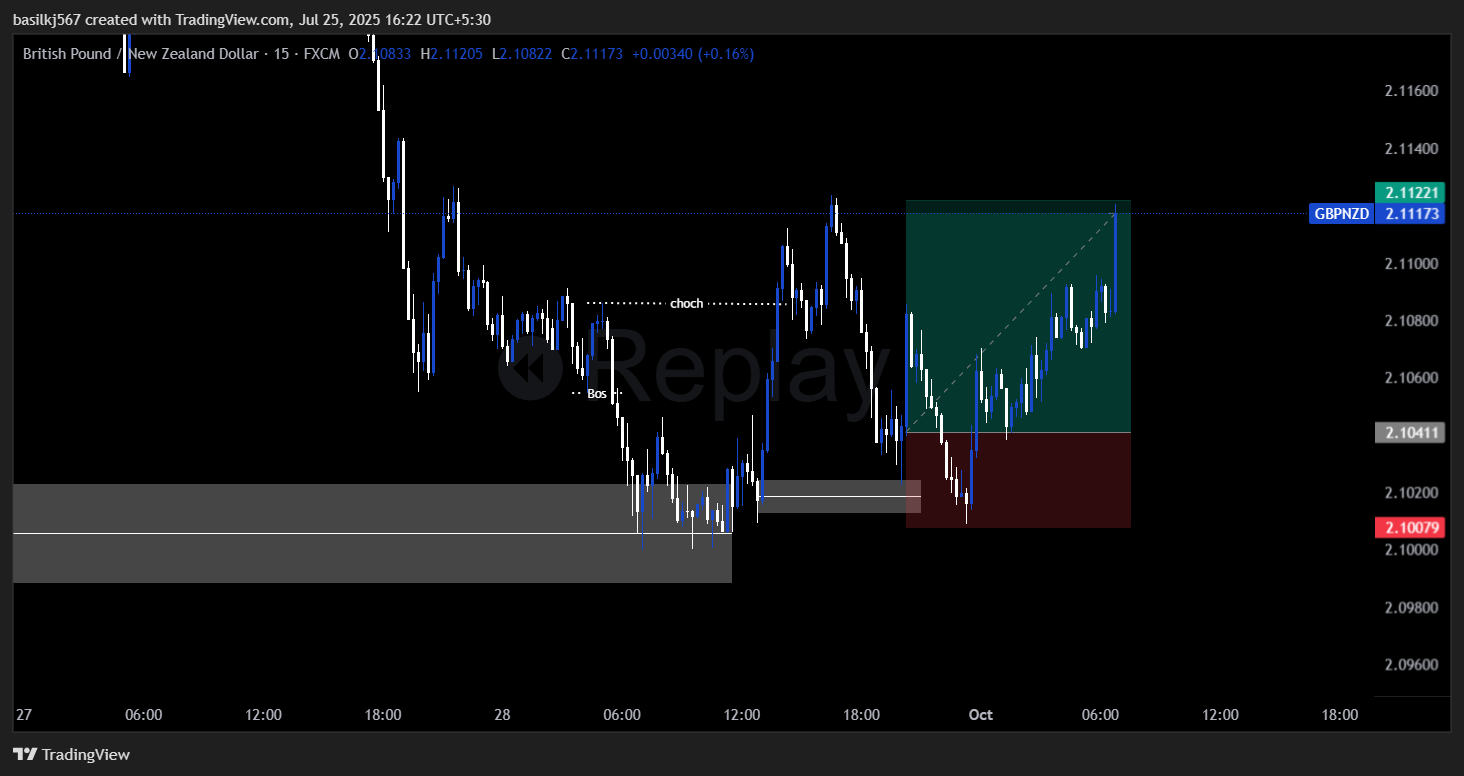 basilkj567 created with TradingView.com, Jul 25, 2025 16:22 UTC+5:30
British Pound / New Zealand Dollar · 15 · FXCM O2.10833 H2.11205 L2.10822 C2.11173 +0.00340 (+0.16%)
2.11600
2.11400
2.11221
GBPNZD 2.11173
2.11000
choch
2.10800
Replay
2.10600
Bos
2.10411
2.10200
2.10079
2.10000
2.09800
2.09600
27 06:00 12:00 18:00 28 06:00 12:00 18:00 Oct 06:00 12:00 18:00
TradingView